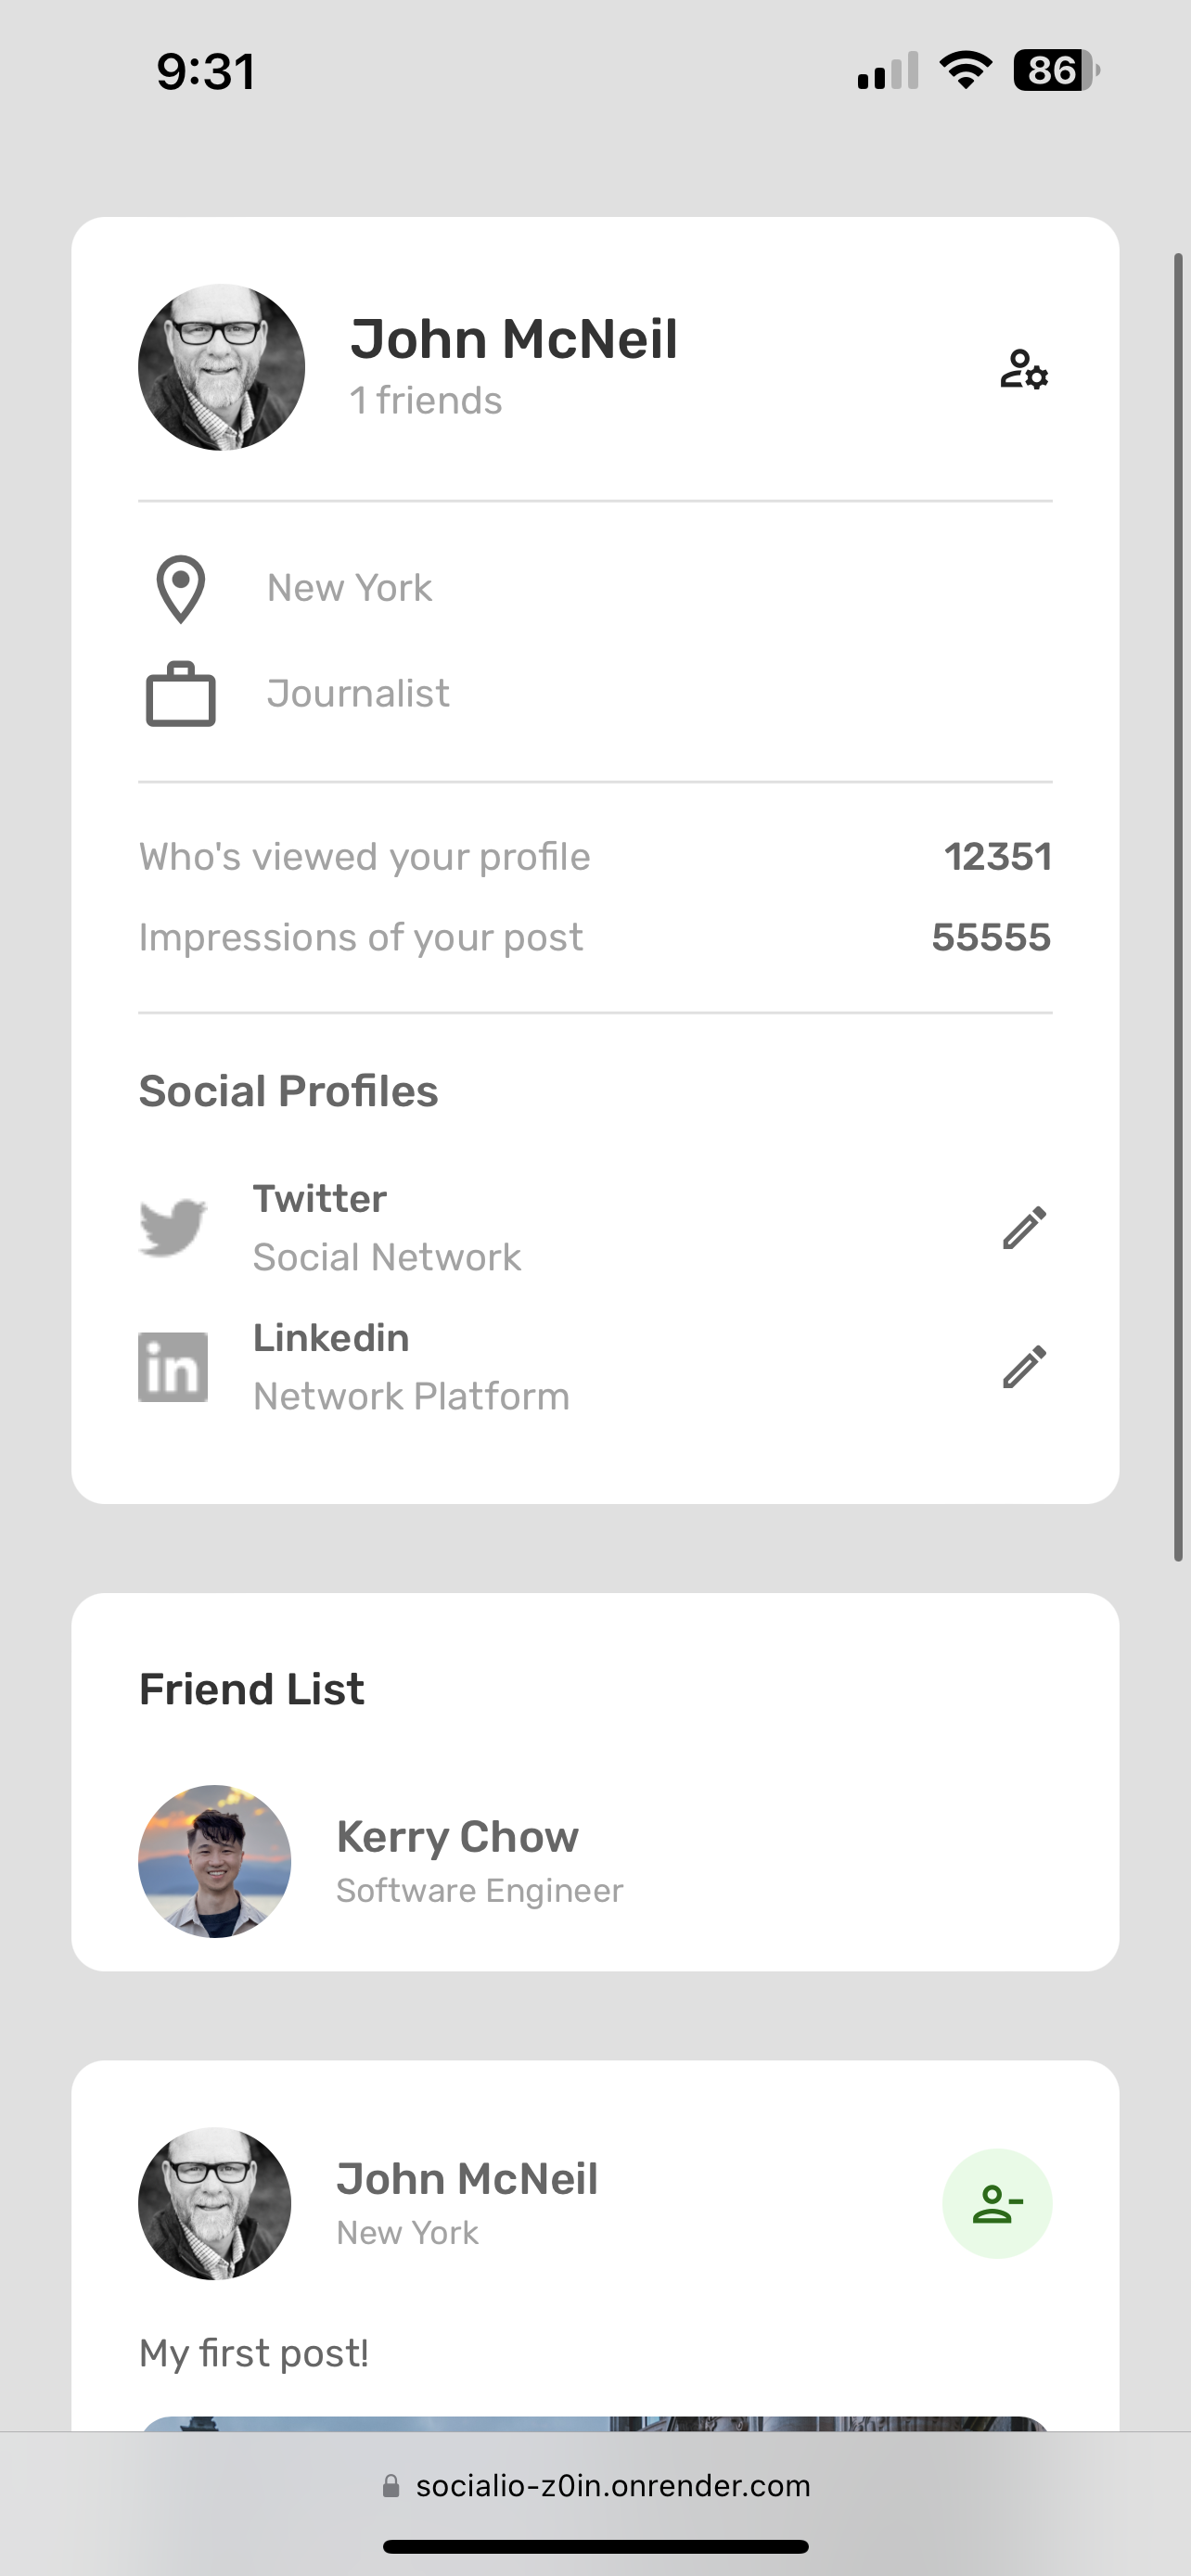 9:31
86
John McNeil
1 friends
New York
Journalist
Who's viewed your profile 12351
Impressions of your post 55555
Social Profiles
Twitter
Social Network
in
Linkedin
Network Platform
Friend List
Kerry Chow
Software Engineer
John McNeil
New York
My first post!
socialio-z0in.onrender.com